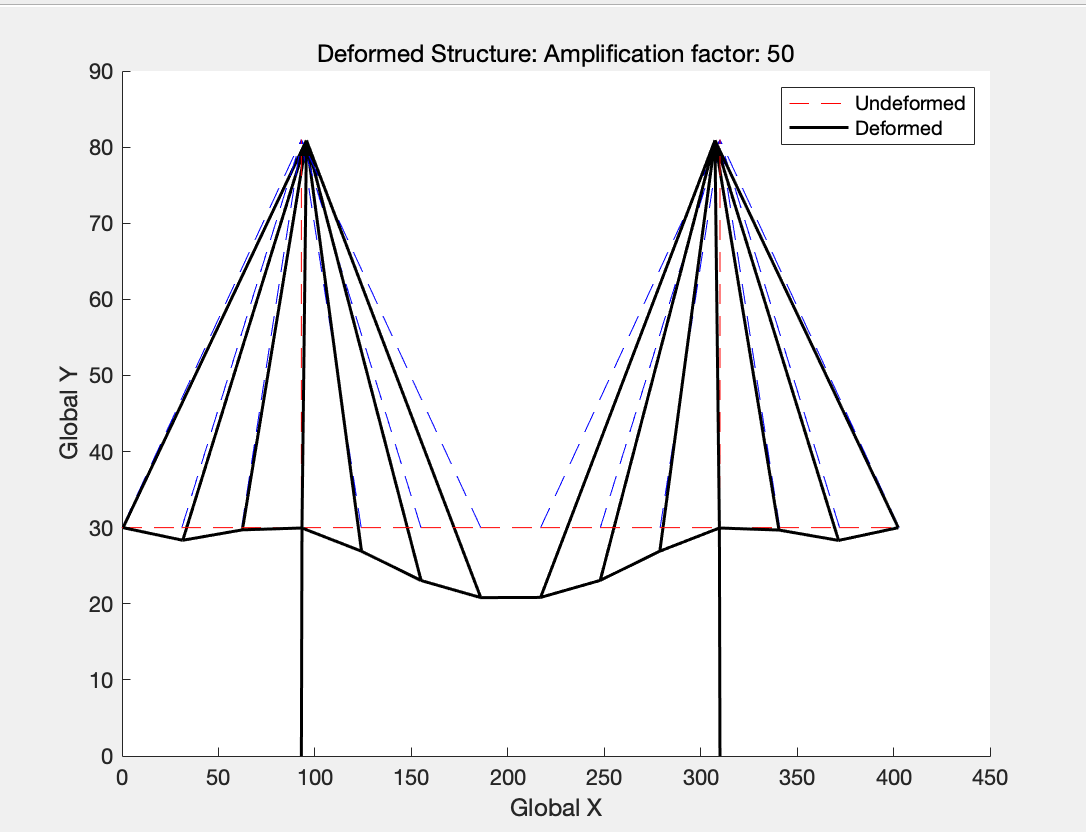 Deformed Structure: Amplification factor: 50
90
80
70
60
50
40
30
20
10
0
Global Y
Undeformed
Deformed
0 50 100 150 200 250 300 350 400 450
Global X